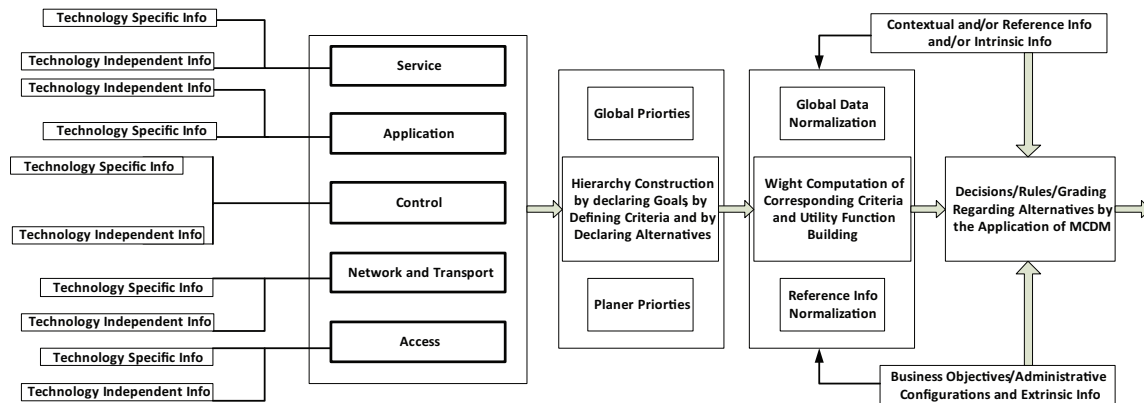 Technology Specific Info
Technology Independent Info
Technology Independent Info
Technology Specific Info
Technology Specific Info
Technology Independent Info
Technology Specific Info
Technology Independent Info
Technology Specific Info
Technology Independent Info
Service
Application
Control
Network and Transport
Access
Global Priorties
Hierarchy Construction
by declaring Goals by
Defining Criteria and by
Declaring Alternatives
Planer Priorties
Global Data
Normalization
Wight Computation of
Corresponding Criteria
and Utility Function
Building
Reference Info
Normalization
Contextual and/or Reference Info
and/or Intrinsic Info
Decisions/Rules/Grading
Regarding Alternatives by
the Application of MCDM
Business Objectives/Administrative
Configurations and Extrinsic Info